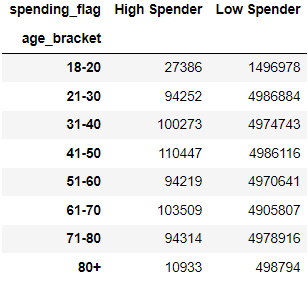 spending_flag High Spender Low Spender
age_bracket
18-20 27386 1496978
21-30 94252 4986884
31-40 100273 4974743
41-50 110447 4986116
51-60 94219 4970641
61-70 103509 4905807
71-80 94314 4978916
80+ 10933 498794